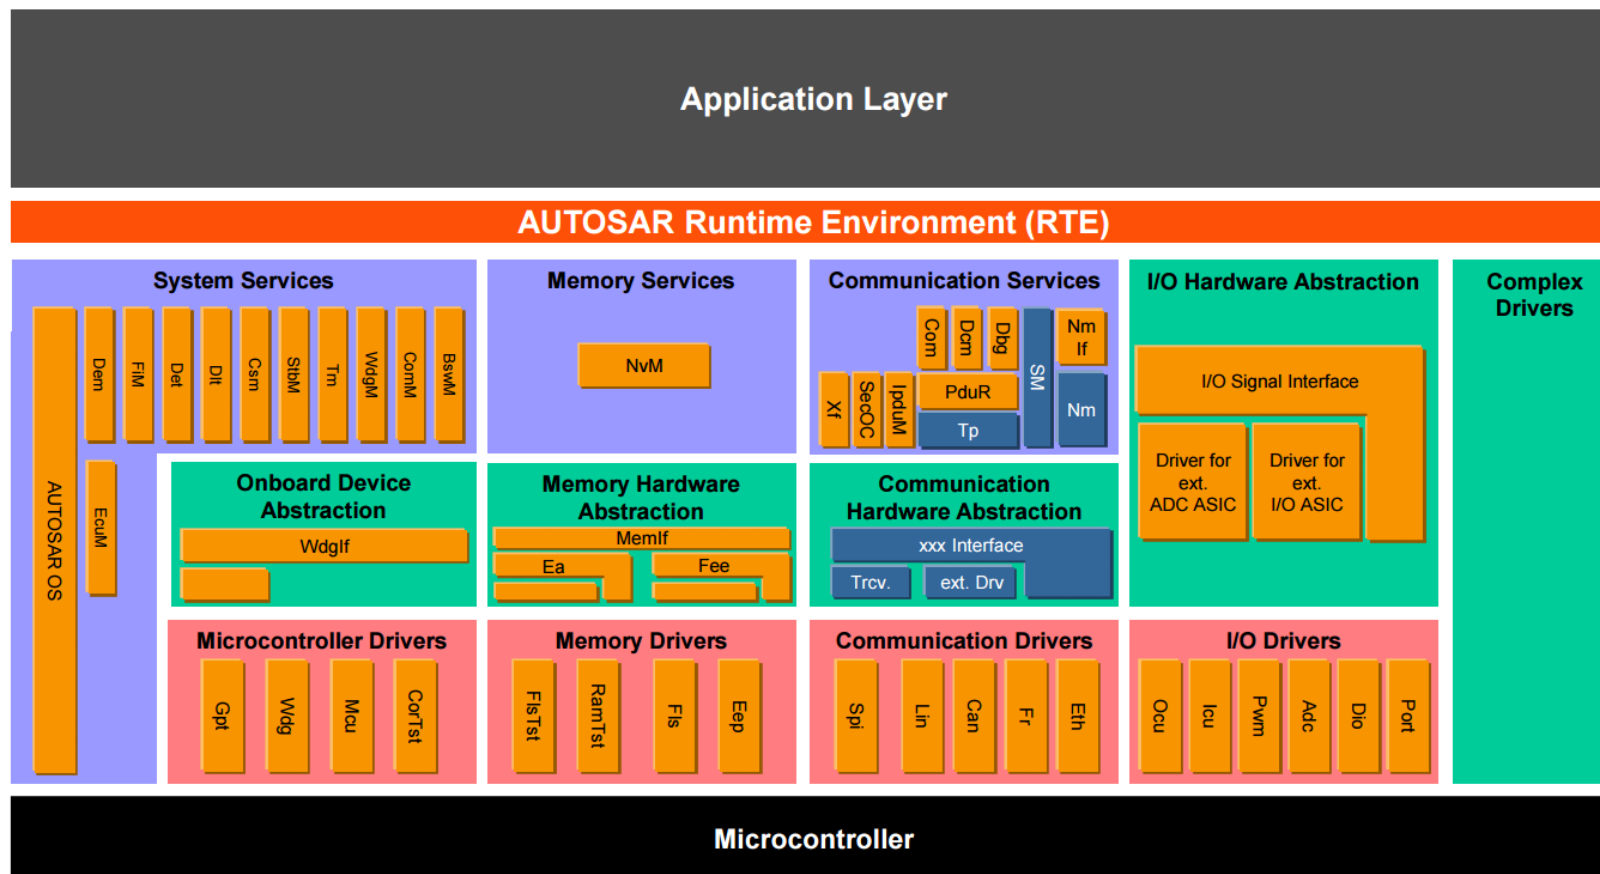 Application Layer
AUTOSAR Runtime Environment (RTE)
System Services
AUTOSAR OS
Dem
FiM
Det
Dlt
Csm
StbM
Tm
WdgM
ComM
BswM
EcuM
Memory Services
NvM
Communication Services
Xf
SecOC
IpduM
Com
Dcm
Dbg
PduR
Tp
SM
Nm
If
Nm
I/O Hardware Abstraction
I/O Signal Interface
Driver for
ext.
ADC ASIC
Driver for
ext.
I/O ASIC
Complex
Drivers
Onboard Device
Abstraction
WdgIf
Memory Hardware
Abstraction
MemIf
Ea
Fee
Communication
Hardware Abstraction
xxx Interface
Trcv.
ext. Drv
Microcontroller Drivers
Gpt
Wdg
Mcu
CorTst
Memory Drivers
FlsTst
RamTst
Fls
Eep
Communication Drivers
Spi
Lin
Can
Fr
Eth
I/O Drivers
Ocu
Icu
Pwm
Adc
Dio
Port
Microcontroller